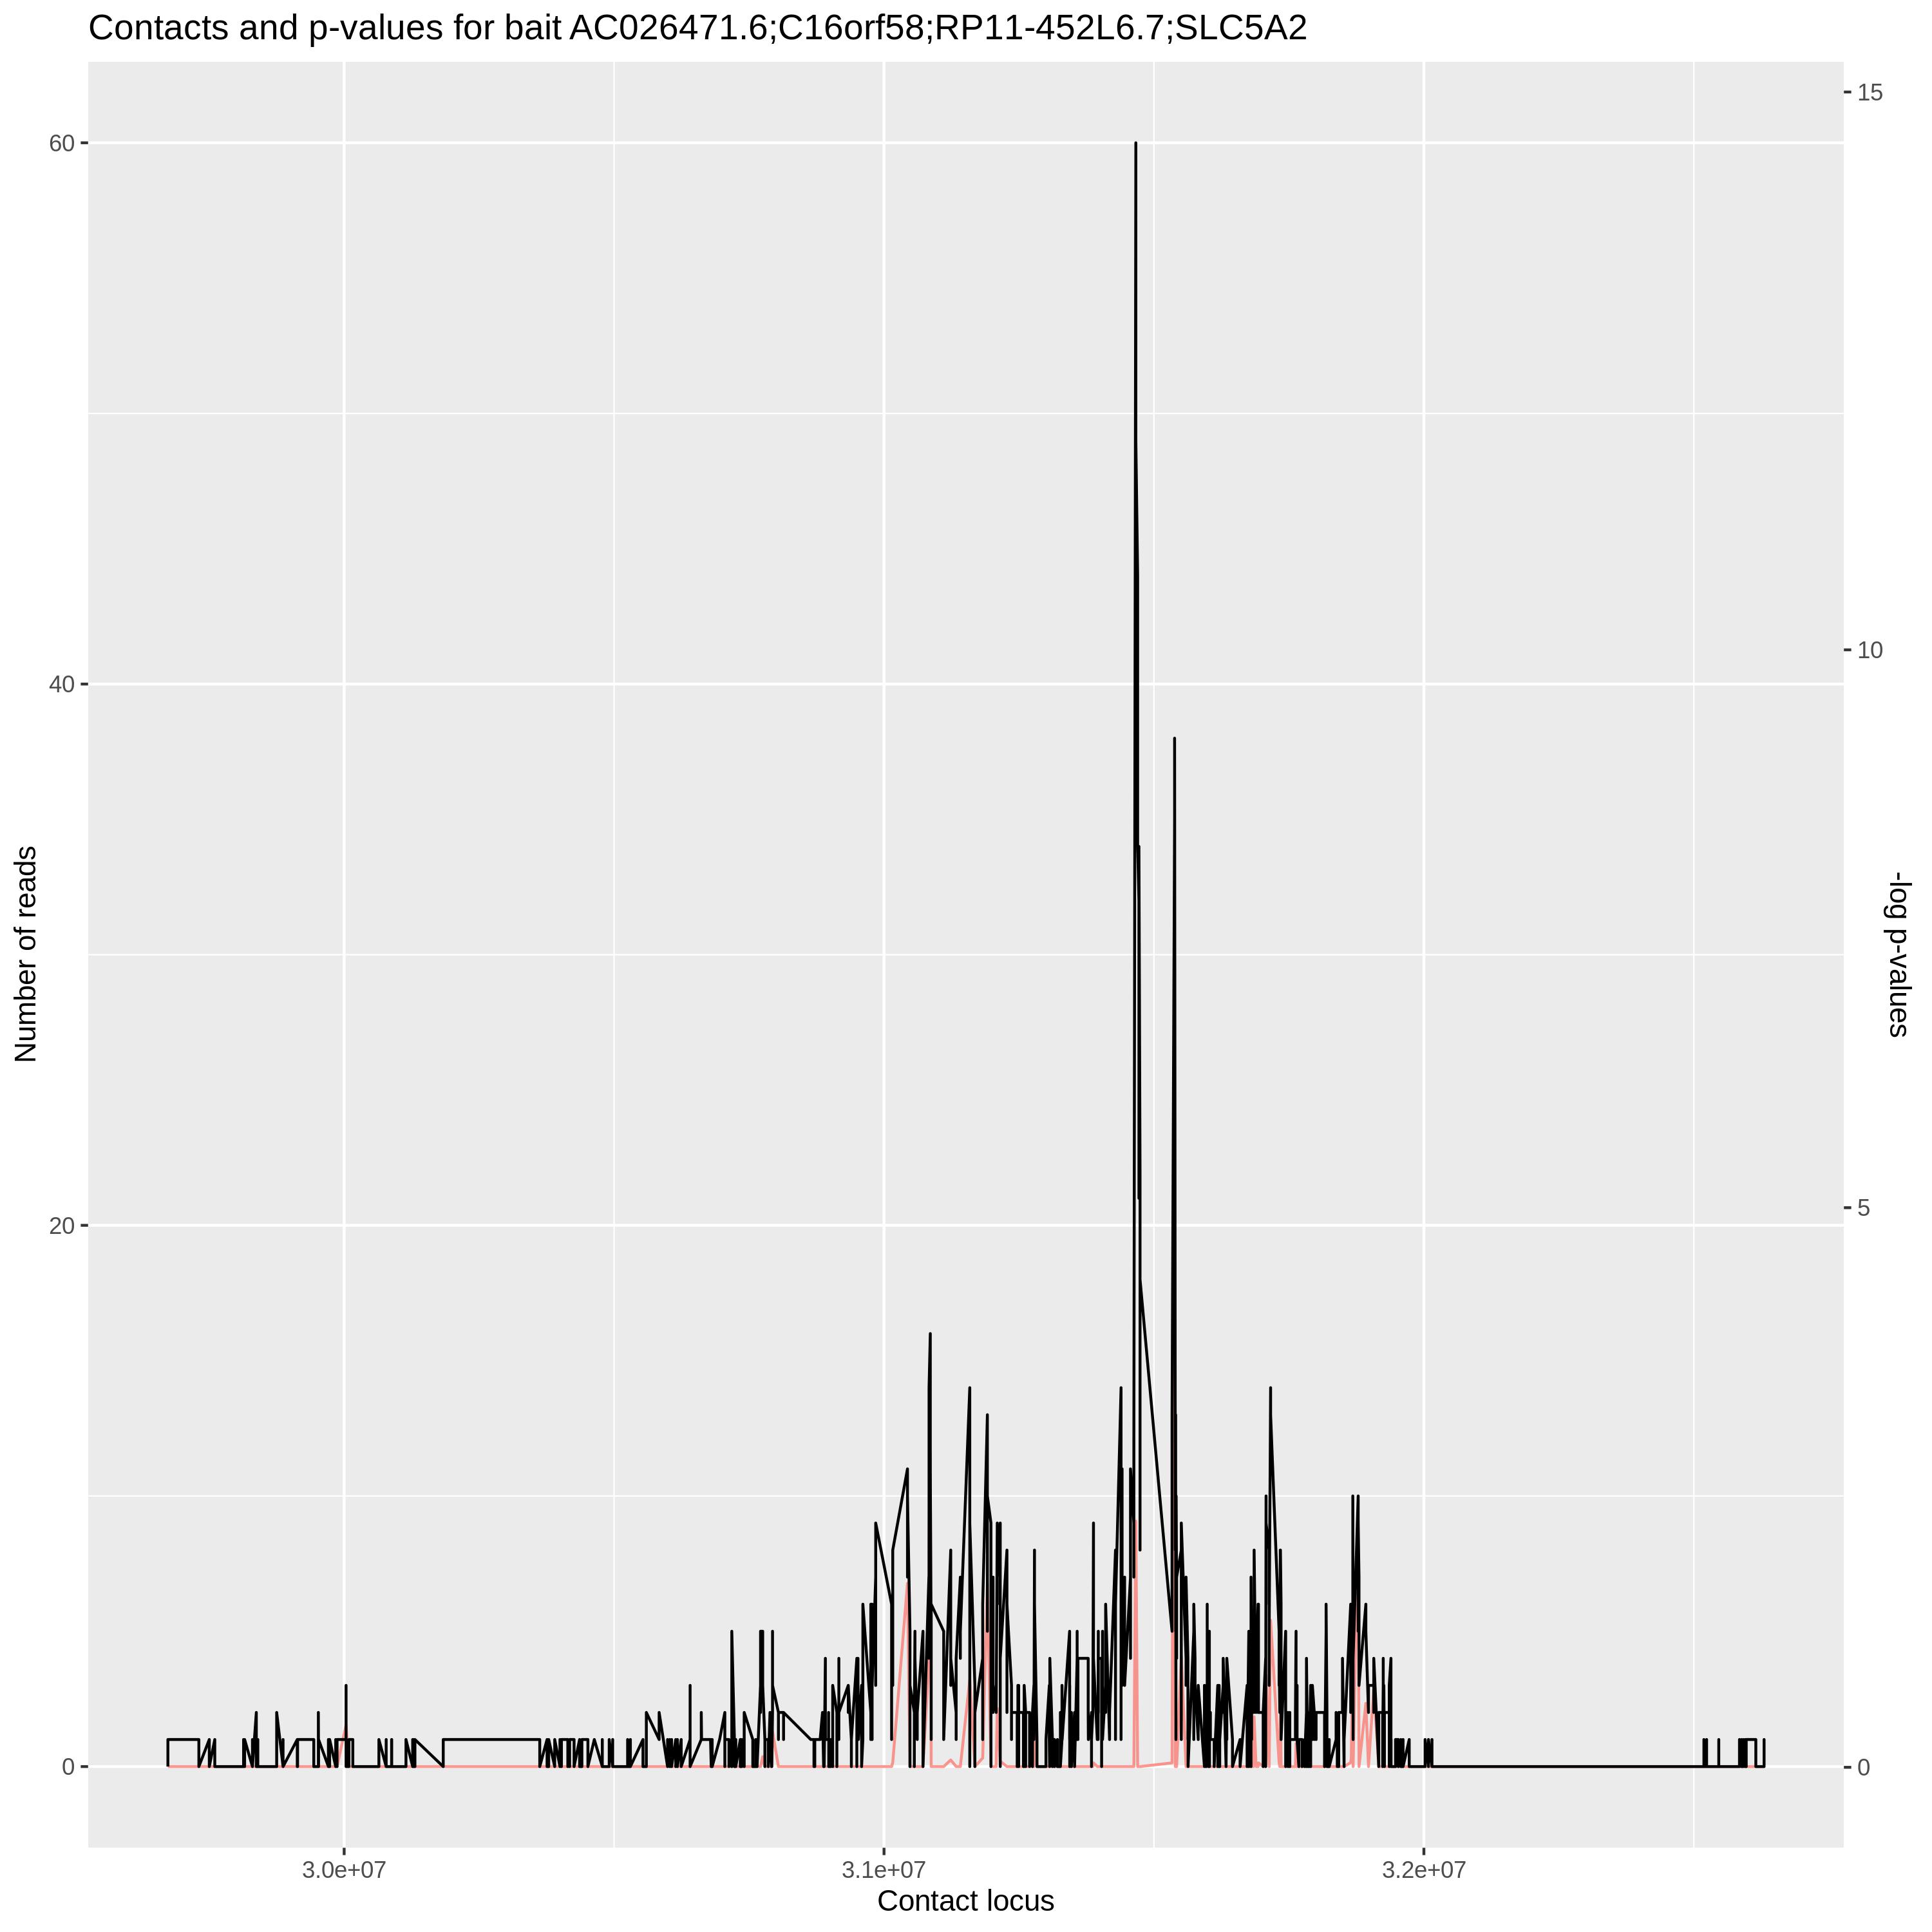 Contacts and p-values for bait AC026471.6;C16orf58;RP11-452L6.7;SLC5A2
60
40
20
0
Number of reads
15
10
5
0
-log p-values
3.0e+07
3.1e+07
3.2e+07
Contact locus